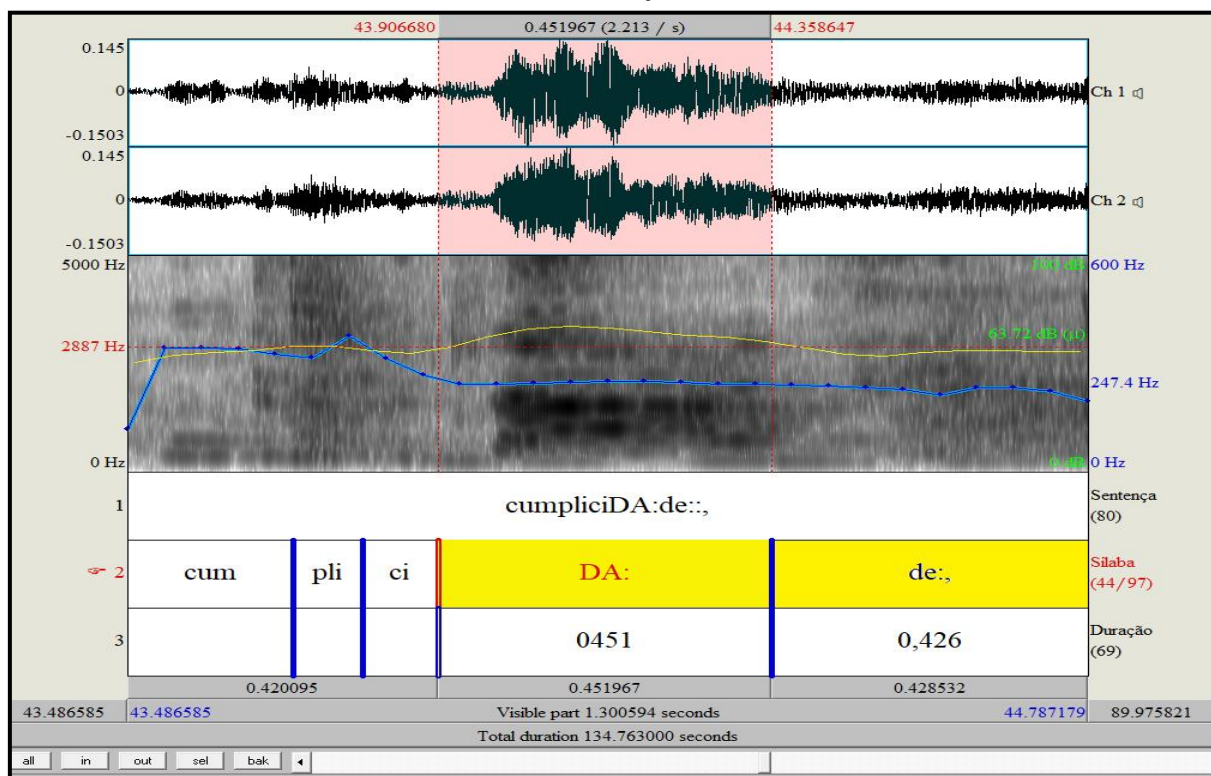 43.906680 0.451967 (2.213 / s) 44.358647
0.145
0 Ch 1
-0.1503
0.145
0 Ch 2
-0.1503
5000 Hz 100 dB 600 Hz
63.72 dB (µ)
2887 Hz
247.4 Hz
0 Hz 0 dB 0 Hz
1 cumpliciDA:de::, Sentença
(80)
2 cum pli ci DA: de:, Sílaba
(44/97)
3 0451 0,426 Duração
(69)
0.420095 0.451967 0.428532
43.486585 43.486585 Visible part 1.300594 seconds 44.787179 89.975821
Total duration 134.763000 seconds
all in out sel bak